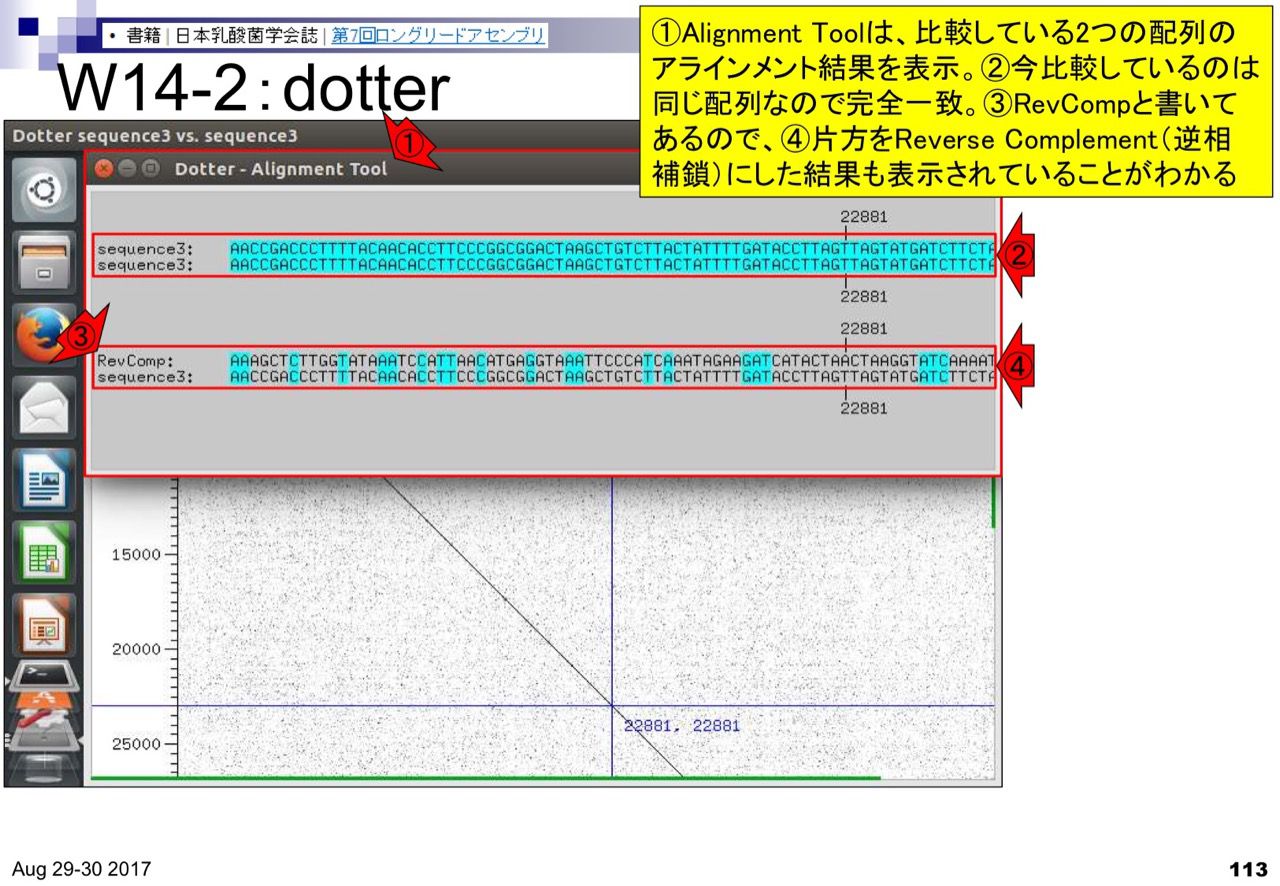 • 書籍 | 日本乳酸菌学会誌 | 第7回ロングリードアセンブリ
W14-2：dotter
①Alignment Toolは、比較している2つの配列の
アラインメント結果を表示。②今比較しているのは
同じ配列なので完全一致。③RevCompと書いて
あるので、④片方をReverse Complement（逆相
補鎖）にした結果も表示されていることがわかる
Dotter sequence3 vs. sequence3
①
Dotter - Alignment Tool
22881
sequence3: AACCGACCCTTTTACAACACCTTCCCGGCGGACTAAGCTGTCTTACTATTTTGATACCTTAGTTAGTATGATCTTCTA
sequence3: AACCGACCCTTTTACAACACCTTCCCGGCGGACTAAGCTGTCTTACTATTTTGATACCTTAGTTAGTATGATCTTCTA
②
22881
22881
③
RevComp: AAAGCTCTTGGTATAAATCCATTAACATGAGGTAAATTCCCATCAAATAGAAGATCATACTAACTAAGGTATCAAAAT
sequence3: AACCGACCCTTTTACAACACCTTCCCGGCGGACTAAGCTGTCTTACTATTTTGATACCTTAGTTAGTATGATCTTCTA
④
22881
15000
20000
22881, 22881
25000
Aug 29-30 2017
113